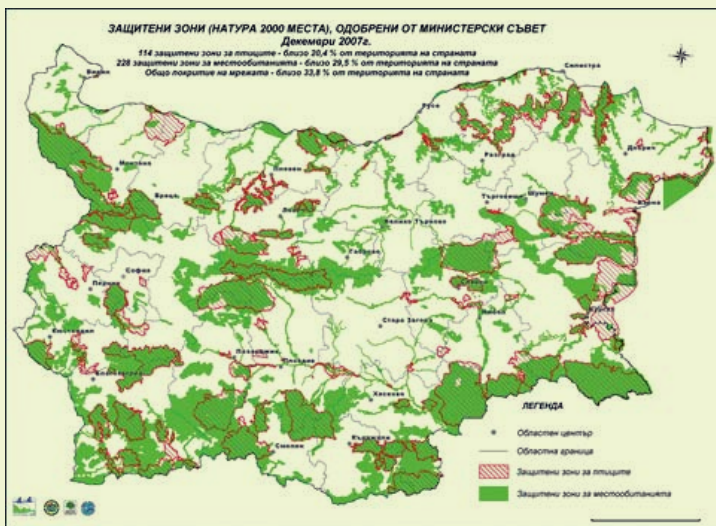 ЗАЩИТЕНИ ЗОНИ (НАТУРА 2000 МЕСТА), ОДОБРЕНИ ОТ МИНИСТЕРСКИ СЪВЕТ
Декември 2007г.
114 защитени зони за птиците - близо 20,4 % от територията на страната
228 защитени зони за местообитанията - близо 29,5 % от територията на страната
Общо покритие на мрежата - близо 33,8 % от територията на страната
Видин
Силистра
Русе
Монтана
Плевен
Разград
Добрич
Враца
Ловеч
Търговище
Шумен
Варна
Велико Търново
Габрово
София
Перник
Сливен
Бургас
Кюстендил
Стара Загора
Ямбол
Пазарджик
Пловдив
Благоевград
Хасково
Смолян
Кърджали
ЛЕГЕНДА
Областен център
Областна граница
Защитени зони за птиците
Защитени зони за местообитанията